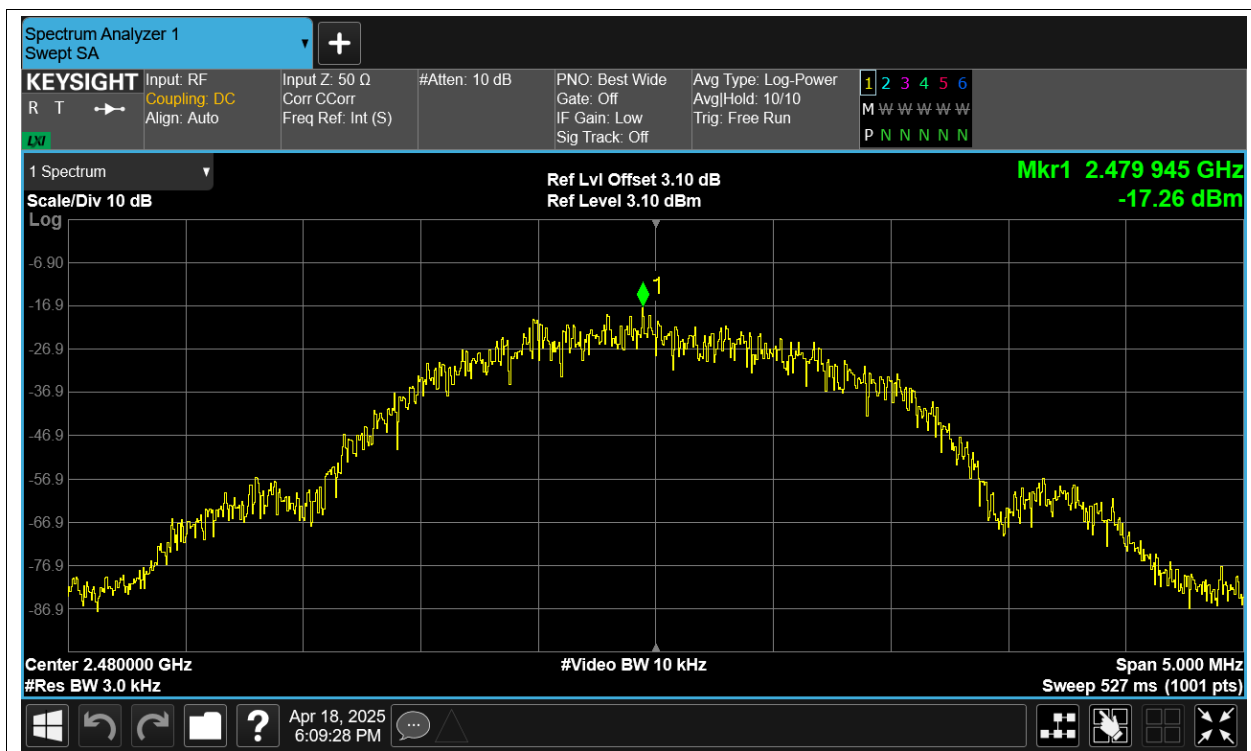 Spectrum Analyzer 1
Swept SA
KEYSIGHT
R T
LXI
Input: RF
Coupling: DC
Align: Auto
Input Z: 50 Ω
Corr CCorr
Freq Ref: Int (S)
#Atten: 10 dB
PNO: Best Wide
Gate: Off
IF Gain: Low
Sig Track: Off
Avg Type: Log-Power
Avg|Hold: 10/10
Trig: Free Run
1 2 3 4 5 6
M W W W W W
P N N N N N
1 Spectrum
Scale/Div 10 dB
Log
Ref Lvl Offset 3.10 dB
Ref Level 3.10 dBm
Mkr1 2.479 945 GHz
-17.26 dBm
1
-6.90
-16.9
-26.9
-36.9
-46.9
-56.9
-66.9
-76.9
-86.9
Center 2.480000 GHz
#Res BW 3.0 kHz
#Video BW 10 kHz
Span 5.000 MHz
Sweep 527 ms (1001 pts)
?
Apr 18, 2025
6:09:28 PM